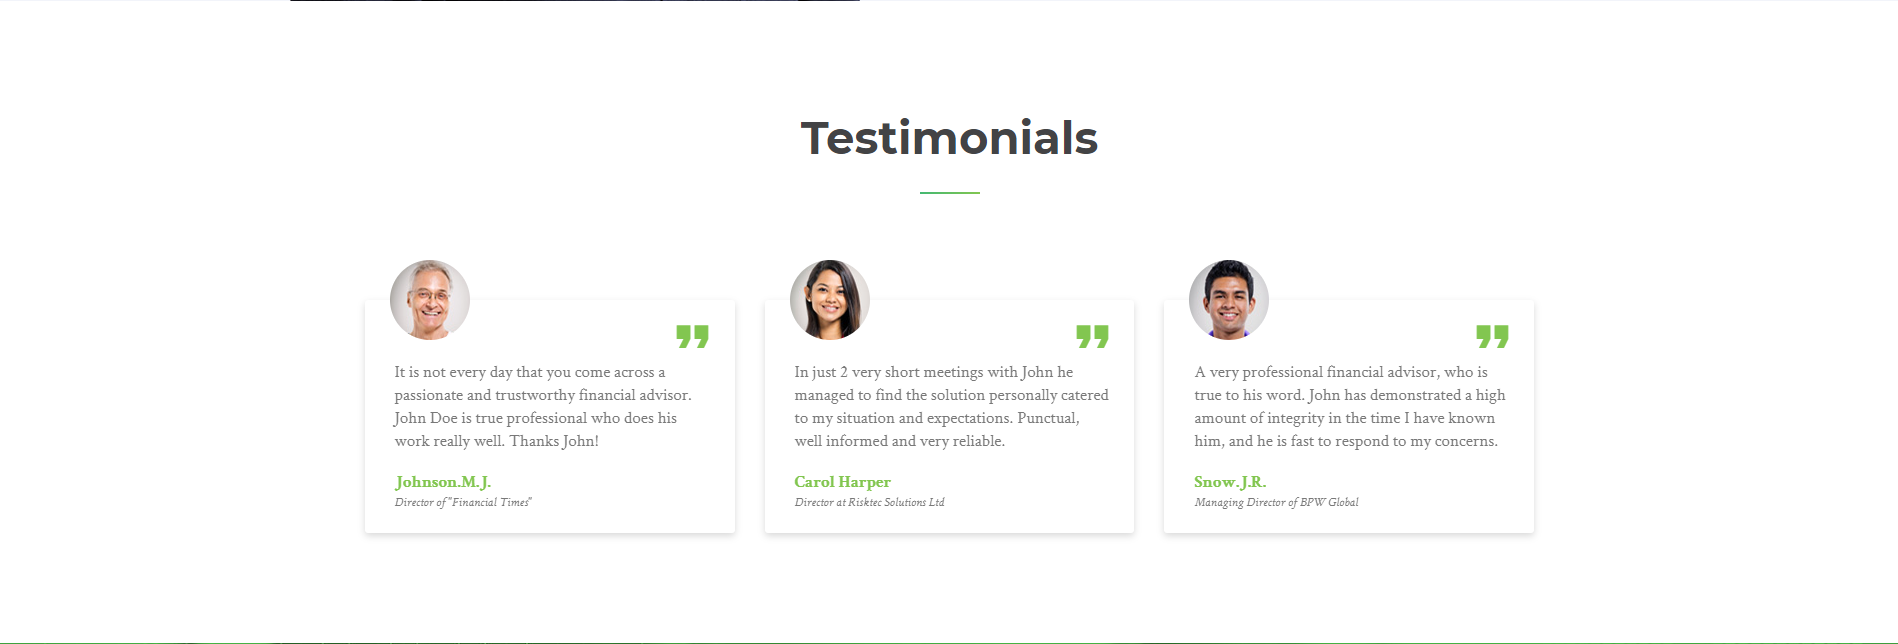 Testimonials
It is not every day that you come across a
passionate and trustworthy financial advisor.
John Doe is true professional who does his
work really well. Thanks John!
Johnson.M.J.
Director of "Financial Times"
In just 2 very short meetings with John he
managed to find the solution personally catered
to my situation and expectations. Punctual,
well informed and very reliable.
Carol Harper
Director at Risktec Solutions Ltd
A very professional financial advisor, who is
true to his word. John has demonstrated a high
amount of integrity in the time I have known
him, and he is fast to respond to my concerns.
Snow.J.R.
Managing Director of BPW Global